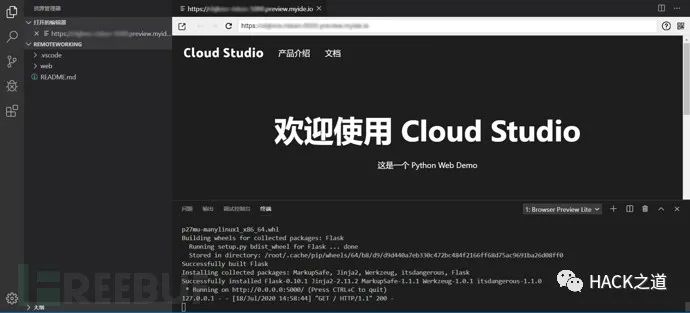 资源管理器
打开的编辑器
https:// preview.myide.io
REMOTEWORKING
.vscode
web
README.md
大纲
https:// preview.myide.io
https:// preview.myide.io
Cloud Studio 产品介绍 文档
欢迎使用 Cloud Studio
这是一个 Python Web Demo
问题 输出 调试控制台 终端
1: Browser Preview Lite
p27mu-manylinux1_x86_64.whl
Building wheels for collected packages: Flask
Running setup.py bdist_wheel for Flask ... done
Stored in directory: /root/.cache/pip/wheels/64/b8/d9/d9d440a7eb330c472bc484f2166ff68d75ac9691ba26d08ff0
Successfully built Flask
Installing collected packages: MarkupSafe, Jinja2, Werkzeug, itsdangerous, Flask
Successfully installed Flask-0.10.1 Jinja2-2.11.2 MarkupSafe-1.1.1 Werkzeug-1.0.1 itsdangerous-1.1.0
* Running on http://0.0.0.0:5000/ (Press CTRL+C to quit)
127.0.0.1 - - [18/Jul/2020 14:58:44] "GET / HTTP/1.1" 200 -
FREEBUF
HACK之道